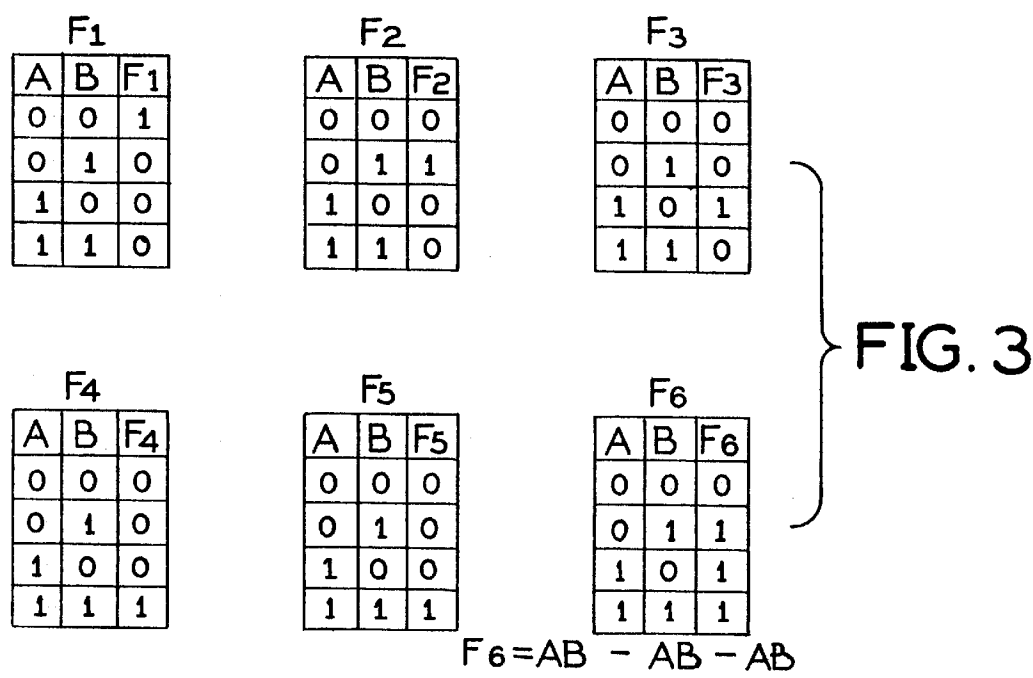 F1
A B F1
0 0 1
0 1 0
1 0 0
1 1 0
F2
A B F2
0 0 0
0 1 1
1 0 0
1 1 0
F3
A B F3
0 0 0
0 1 0
1 0 1
1 1 0
FIG. 3
F4
A B F4
0 0 0
0 1 0
1 0 0
1 1 1
F5
A B F5
0 0 0
0 1 0
1 0 0
1 1 1
F6
A B F6
0 0 0
0 1 1
1 0 1
1 1 1
F6=AB - AB - AB